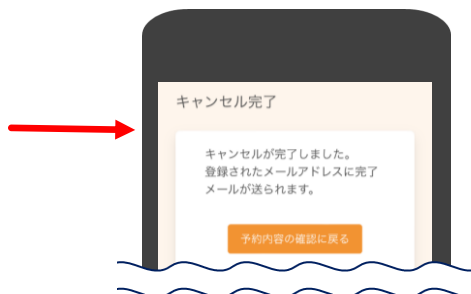 キャンセル完了
キャンセルが完了しました。
登録されたメールアドレスに完了
メールが送られます。
予約内容の確認に戻る